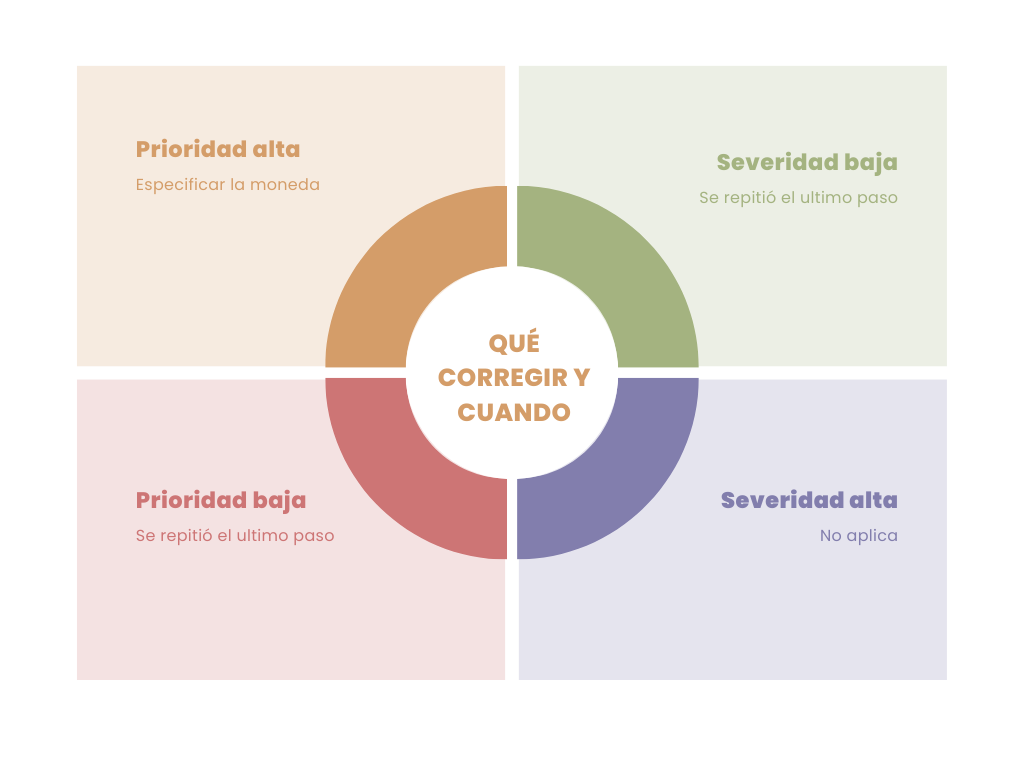 Prioridad alta
Especificar la moneda
Severidad baja
Se repitió el ultimo paso
QUÉ
CORREGIR Y
CUANDO
Prioridad baja
Se repitió el ultimo paso
Severidad alta
No aplica